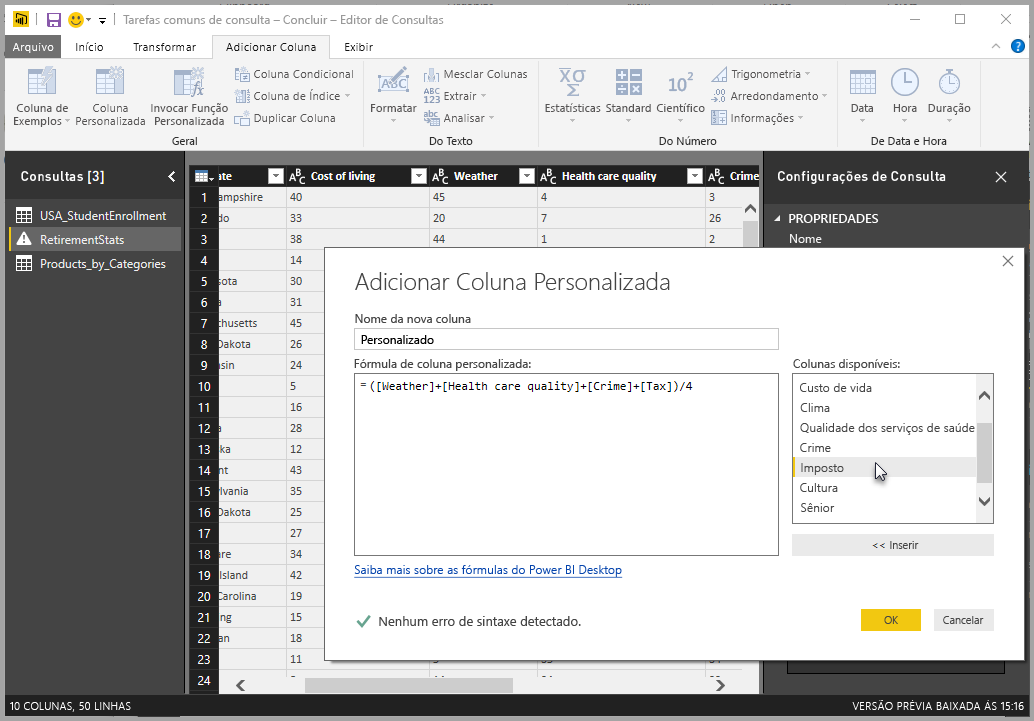 Tarefas comuns de consulta – Concluir – Editor de Consultas
Arquivo Início Transformar Adicionar Coluna Exibir
Coluna de Exemplos
Coluna Personalizada
Invocar Função Personalizada
Coluna Condicional
Coluna de Índice
Duplicar Coluna
Geral
Formatar
Mesclar Colunas
Extrair
Analisar
Do Texto
Estatísticas
Standard
Científico
Trigonometria
Arredondamento
Informações
Do Número
Data
Hora
Duração
De Data e Hora
Consultas [3]
USA_StudentEnrollment
RetirementStats
Products_by_Categories
ate Cost of living Weather Health care quality Crime
1 ampshire 40 45 4 3
2 do 33 20 7 26
3 38 44 1 2
4 14
5 sota 30
6 a 31
7 chusetts 45
8 Dakota 26
9 nsin 24
10 5
11 16
12 a 28
13 ska 12
14 nt 43
15 lvania 35
16 Dakota 25
17 27
18 are 34
19 Island 42
20 Carolina 19
21 ng 15
22 an 18
23 11
24
Configurações de Consulta
PROPRIEDADES
Nome
Adicionar Coluna Personalizada
Nome da nova coluna
Personalizado
Fórmula de coluna personalizada:
=([Weather]+[Health care quality]+[Crime]+[Tax])/4
Colunas disponíveis:
Custo de vida
Clima
Qualidade dos serviços de saúde
Crime
Imposto
Cultura
Sênior
<< Inserir
Saiba mais sobre as fórmulas do Power BI Desktop
Nenhum erro de sintaxe detectado.
OK
Cancelar
10 COLUNAS, 50 LINHAS
VERSÃO PRÉVIA BAIXADA ÁS 15:16